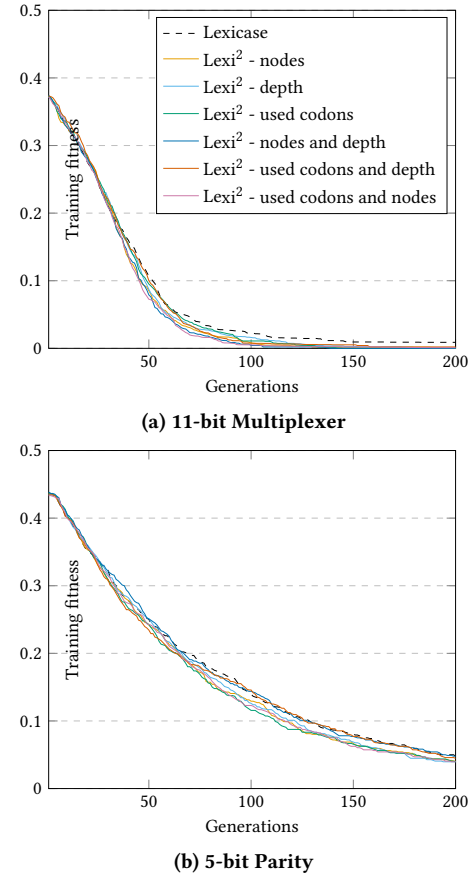 0.5
0.4
0.3
0.2
0.1
0
Training fitness
Lexicase
Lexi² - nodes
Lexi² - depth
Lexi² - used codons
Lexi² - nodes and depth
Lexi² - used codons and depth
Lexi² - used codons and nodes
50 100 150 200
Generations
(a) 11-bit Multiplexer
0.5
0.4
0.3
0.2
0.1
0
Training fitness
50 100 150 200
Generations
(b) 5-bit Parity